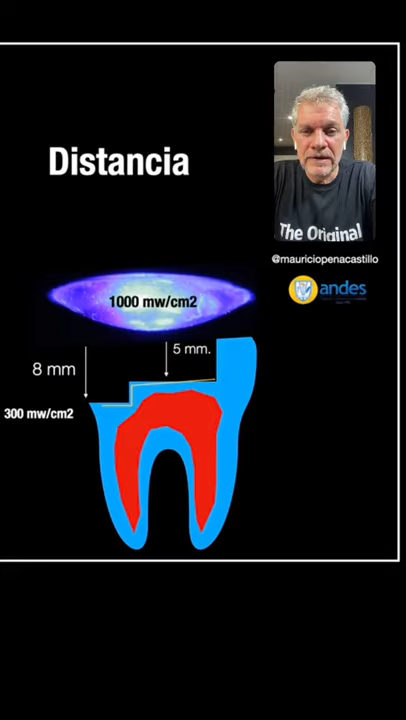 Distancia
The Original
@mauriciopenacastillo
andes
1000 mw/cm2
5 mm.
8 mm
300 mw/cm2